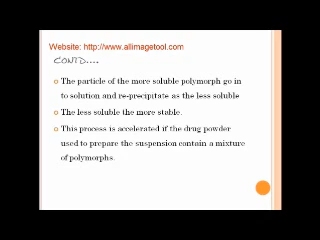 Website: http://www.allimagetool.com
CONTD....
The particle of the more soluble polymorph go in
to solution and re-precipitate as the less soluble
The less soluble the more stable.
This process is accelerated if the drug powder
used to prepare the suspension contain a mixture
of polymorphs.